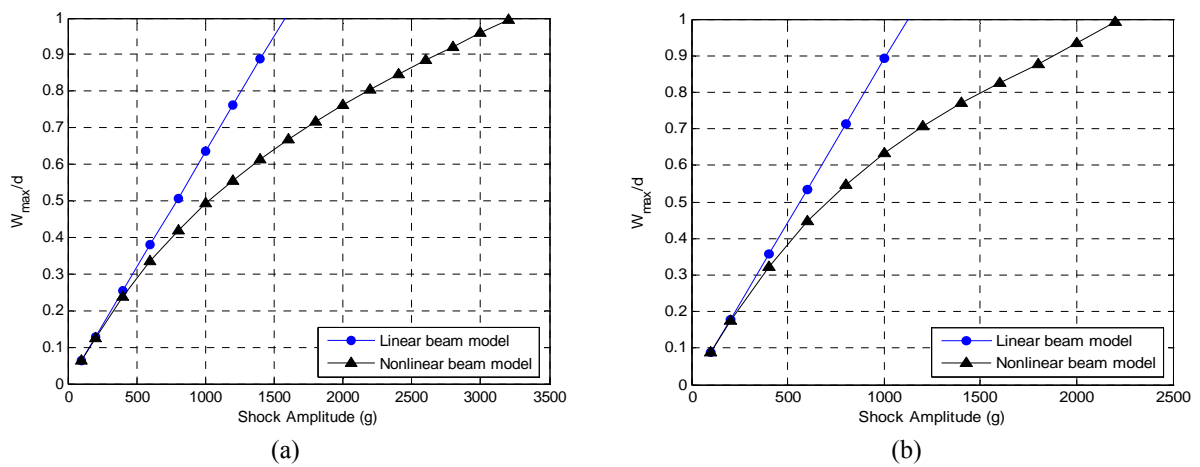 1
0.9
0.8
0.7
0.6
0.5
0.4
0.3
0.2
0.1
0
W_max/d
0 500 1000 1500 2000 2500 3000 3500
Shock Amplitude (g)
Linear beam model
Nonlinear beam model
(a)
1
0.9
0.8
0.7
0.6
0.5
0.4
0.3
0.2
0.1
0
W_max/d
0 500 1000 1500 2000 2500
Shock Amplitude (g)
Linear beam model
Nonlinear beam model
(b)